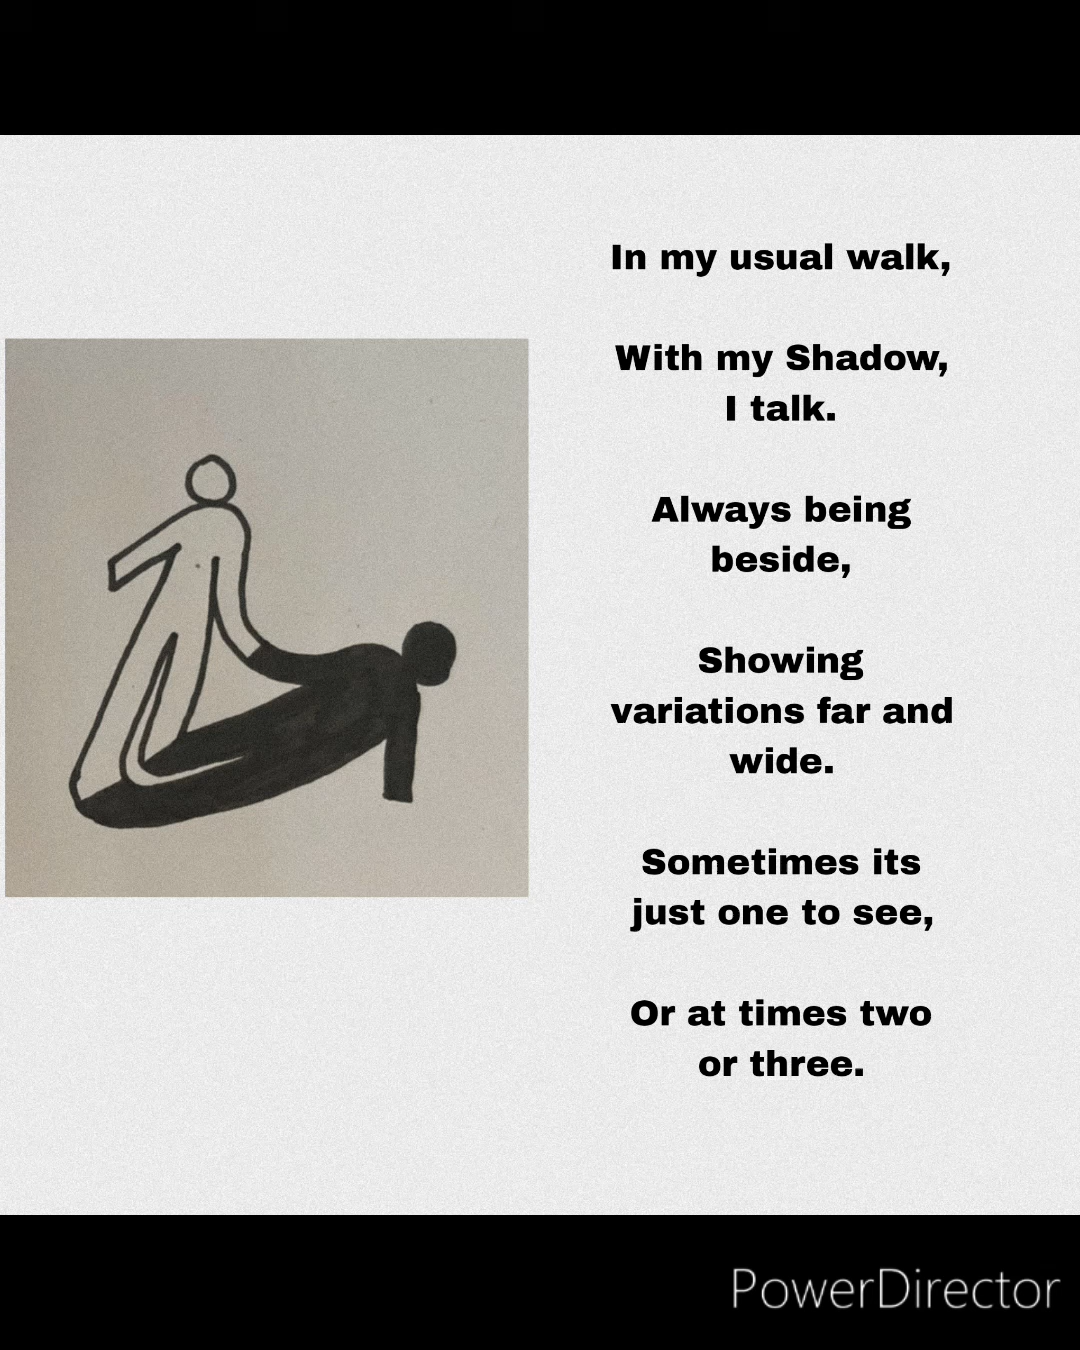 In my usual walk,
With my Shadow,
I talk.
Always being
beside,
Showing
variations far and
wide.
Sometimes its
just one to see,
Or at times two
or three.
PowerDirector